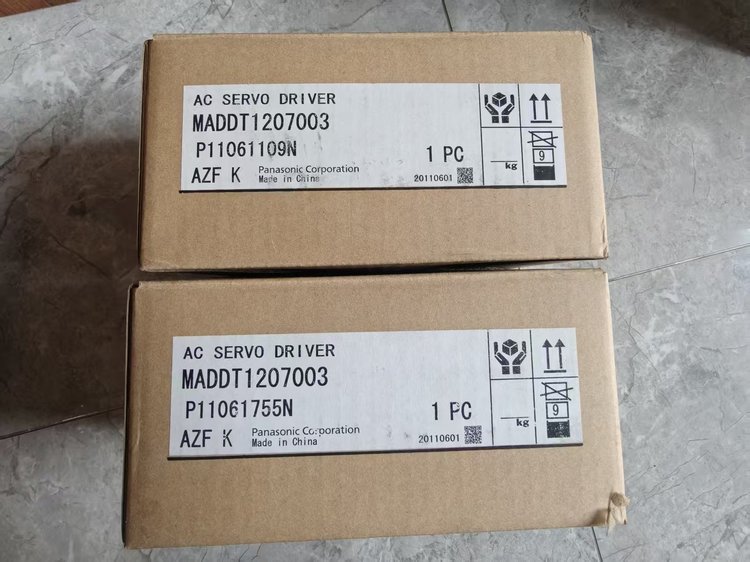 AC SERVO DRIVER
MADDT1207003
P11061109N 1 PC
AZF K Panasonic Corporation
Made in China 20110601
kg
9
AC SERVO DRIVER
MADDT1207003
P11061755N 1 PC
AZF K Panasonic Corporation
Made in China 20110601
kg
9